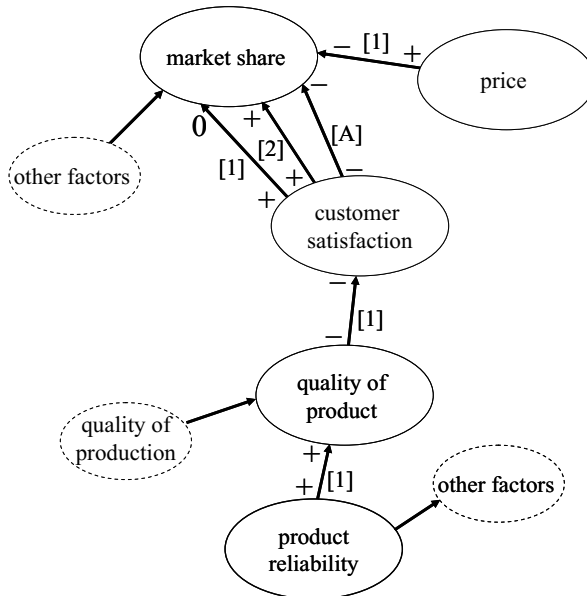 market share
− [1] +
price
−
0
+
[A]
[2]
[1]
other factors
−
+
+
customer
satisfaction
−
[1]
−
quality of
product
quality of
production
+
[1]
+
other factors
product
reliability